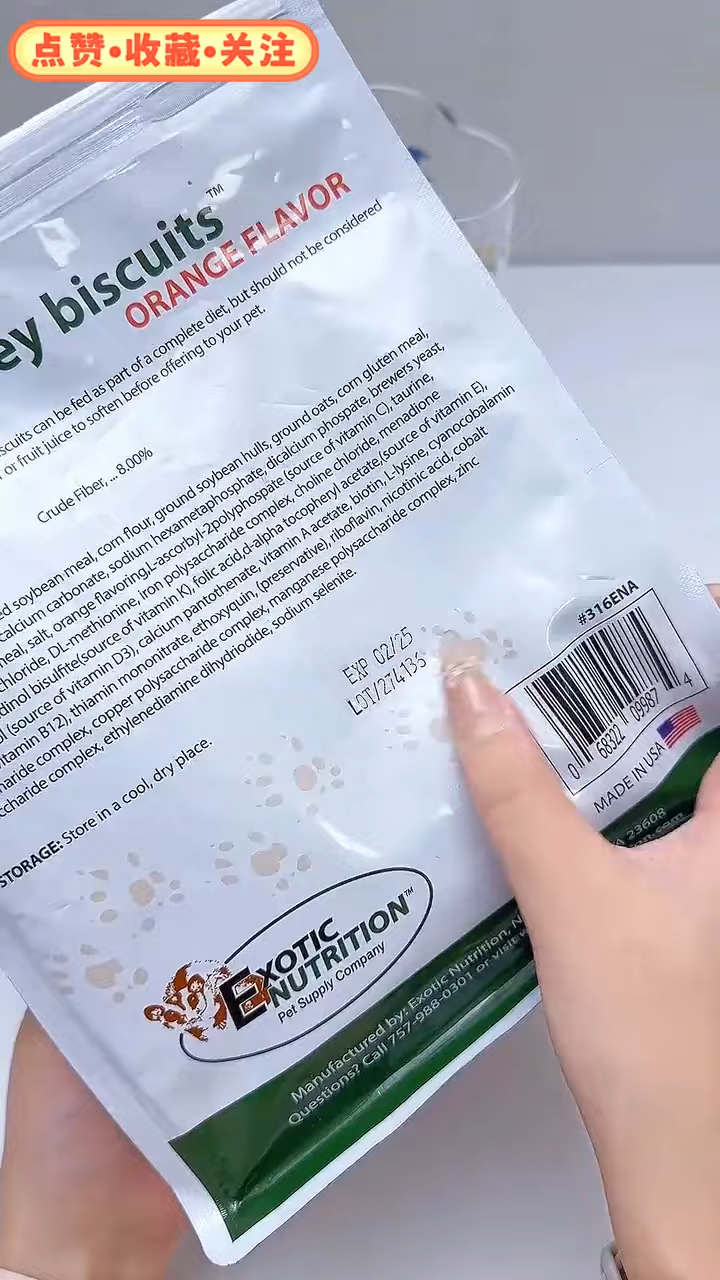 点赞•收藏•关注
ey biscuits™
ORANGE FLAVOR
scuits can be fed as part of a complete diet, but should not be considered
or fruit juice to soften before offering to your pet.
Crude Fiber, ... 8.00%
ed soybean meal, corn flour, ground soybean hulls, ground oats, corn gluten meal,
calcium carbonate, sodium hexametaphosphate, dicalcium phospate, brewers yeast,
meal, salt, orange flavoring,L-ascorbyl-2polyphospate (source of vitamin C), taurine,
chloride, DL-methionine, iron polysaccharide complex, choline chloride, menadione
dinol bisulfite(source of vitamin K), folic acid,d-alpha tocopheryl acetate,(source of vitamin E),
ol (source of vitamin D3), calcium pantothenate, vitamin A acetate, biotin, L-lysine, cyanocobalamin
vitamin B12), thiamin mononitrate, ethoxyquin, (preservative), riboflavin, nicotinic acid, cobalt
haride complex, copper polysaccharide complex, manganese polysaccharide complex, zinc
ccharide complex, ethylenediamine dihydriodide, sodium selenite.
EXP 02/25
LOT/274136
#316ENA
0 68322 09987 4
MADE IN USA
STORAGE: Store in a cool, dry place.
EXOTIC
NUTRITION™
Pet Supply Company
Manufactured by: Exotic Nutrition, N
A 23608
Questions? Call 757-988-0301 or visit w
on.com